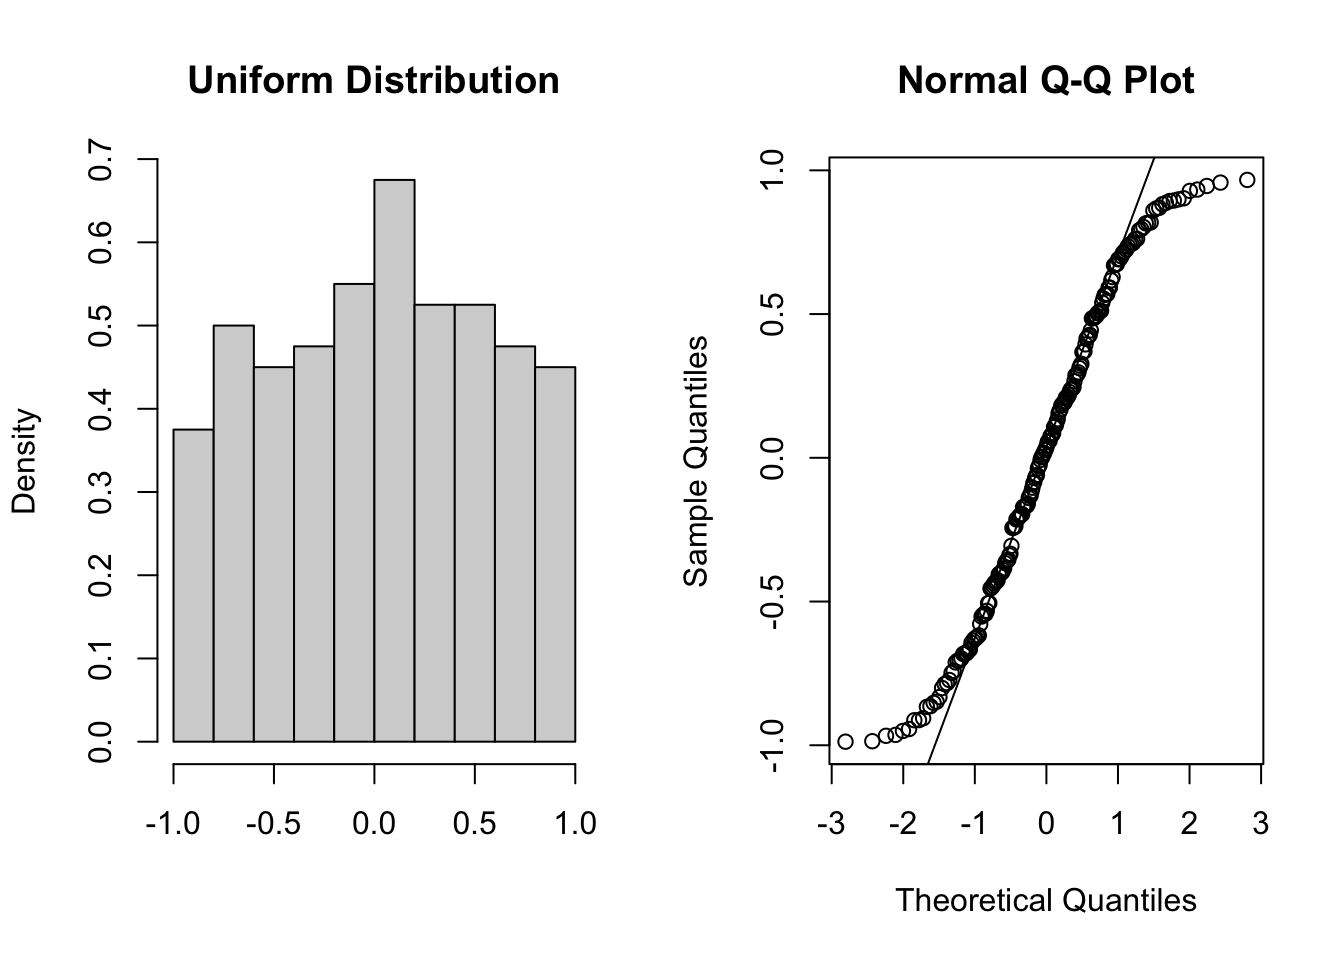 Uniform Distribution
Density
0.7
0.6
0.5
0.4
0.3
0.2
0.1
0.0
-1.0 -0.5 0.0 0.5 1.0
Normal Q-Q Plot
Sample Quantiles
1.0
0.5
0.0
-0.5
-1.0
-3 -2 -1 0 1 2 3
Theoretical Quantiles